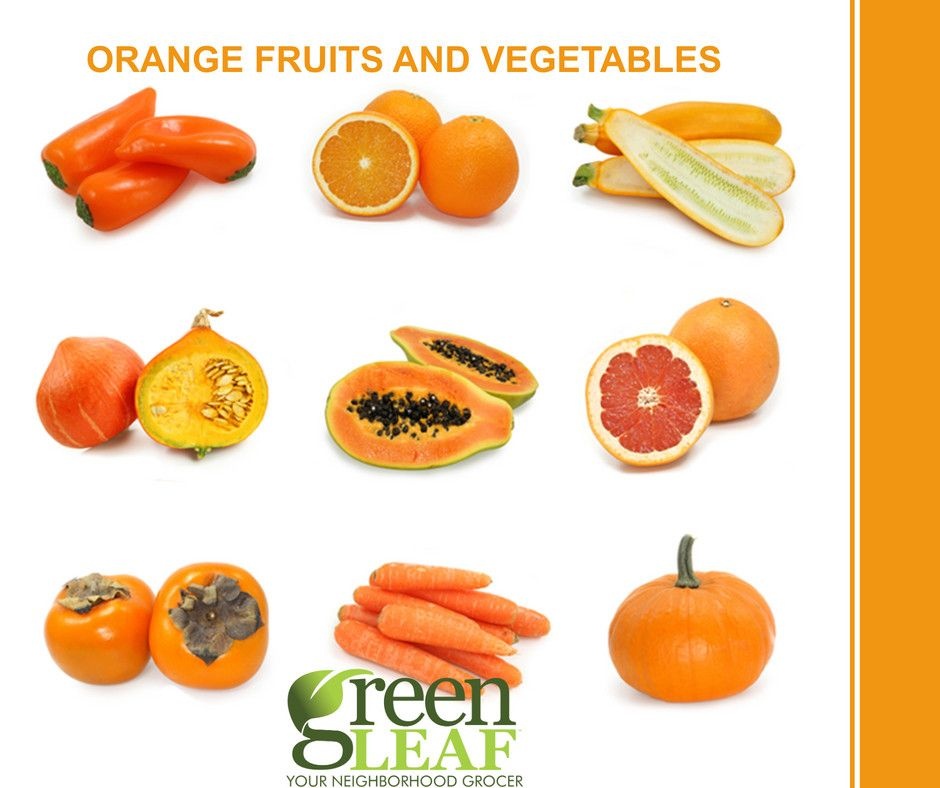 ORANGE FRUITS AND VEGETABLES
green
LEAF
YOUR NEIGHBORHOOD GROCER